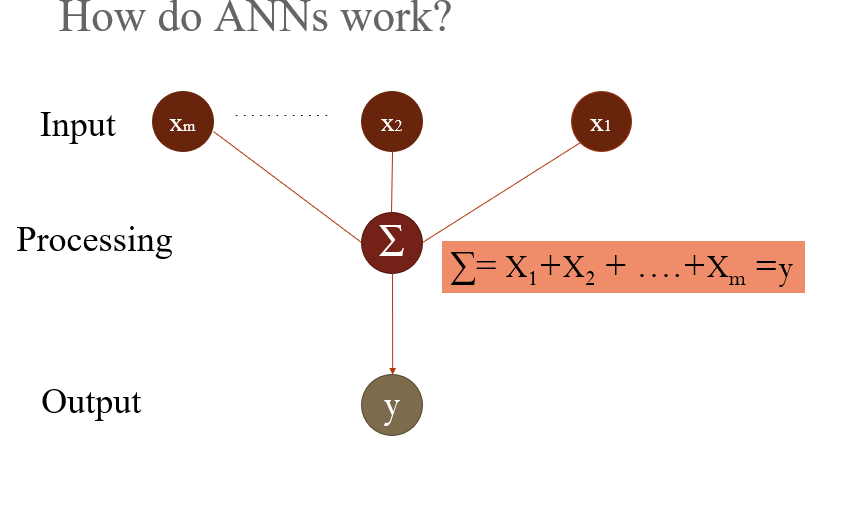 How do ANNs work?
Input
xm
............
x2
x1
Processing
∑
∑= X₁+X₂ + ….+Xₘ =y
Output
y